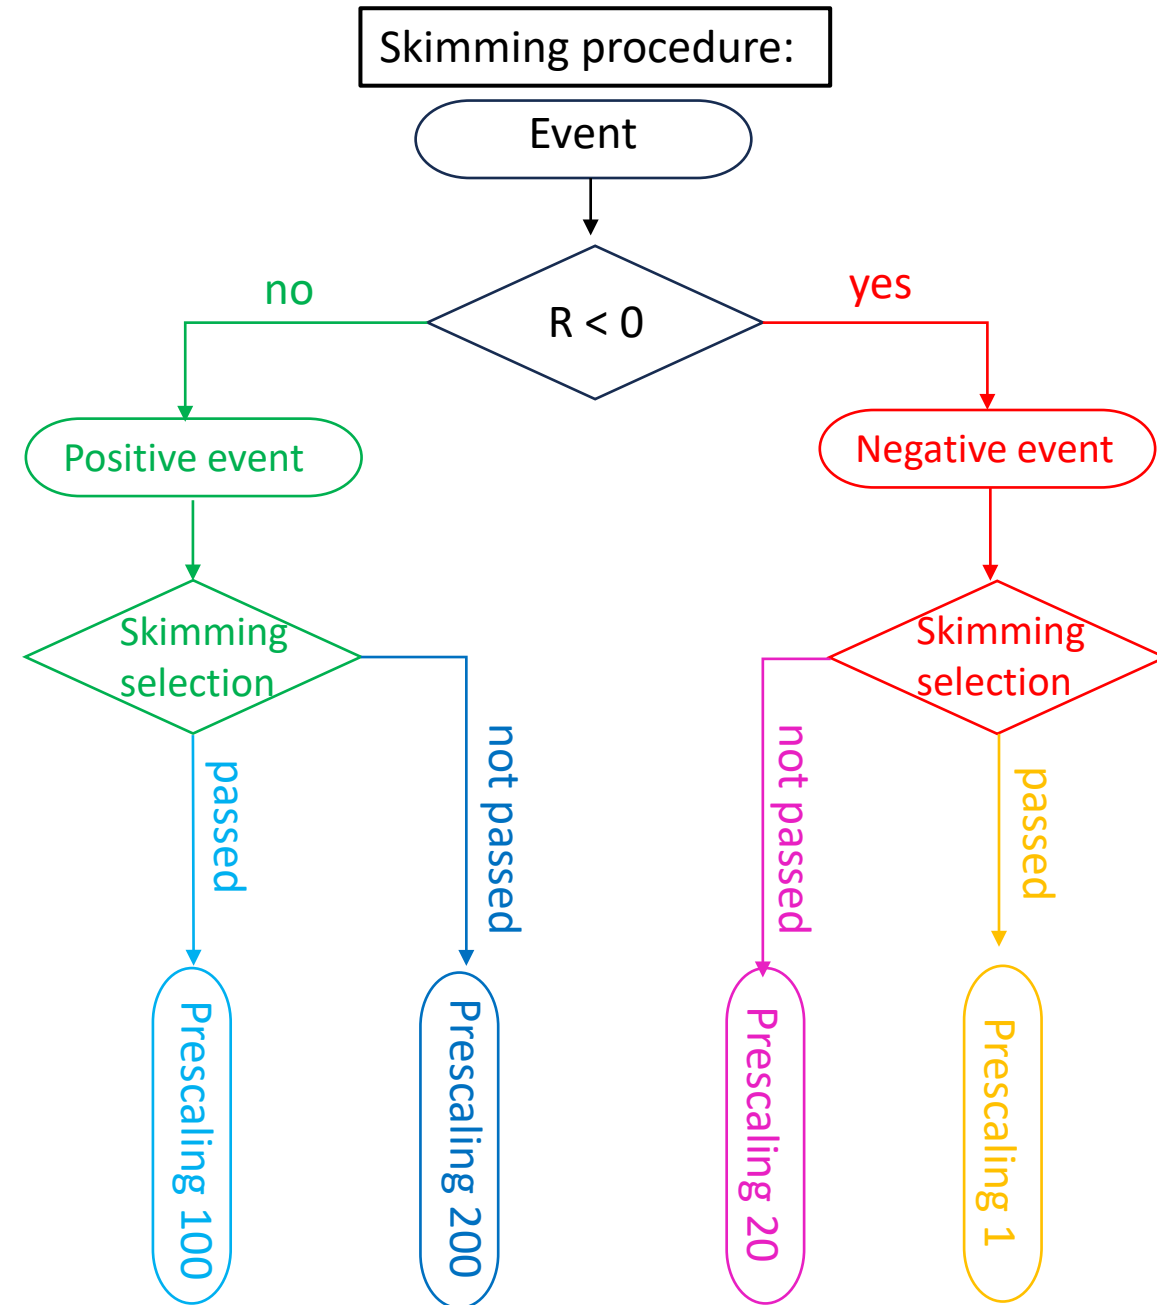 Skimming procedure:
Event
R < 0
no
yes
Positive event
Negative event
Skimming
selection
Skimming
selection
passed
not passed
not passed
passed
Prescaling 100
Prescaling 200
Prescaling 20
Prescaling 1